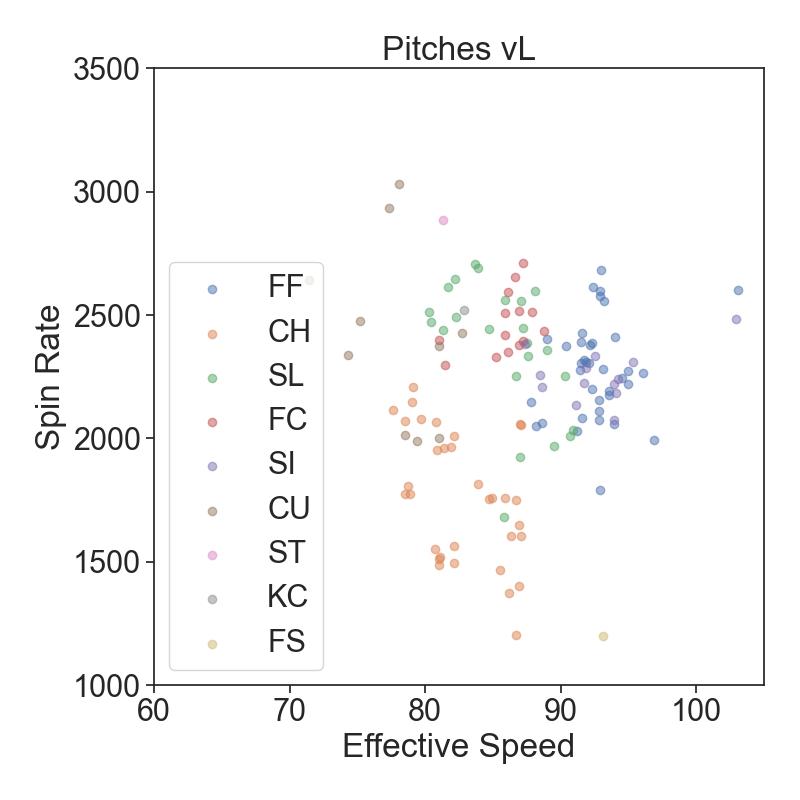 Pitches vL
3500
3000
2500
2000
1500
1000
Spin Rate
FF
CH
SL
FC
SI
CU
ST
KC
FS
60 70 80 90 100
Effective Speed